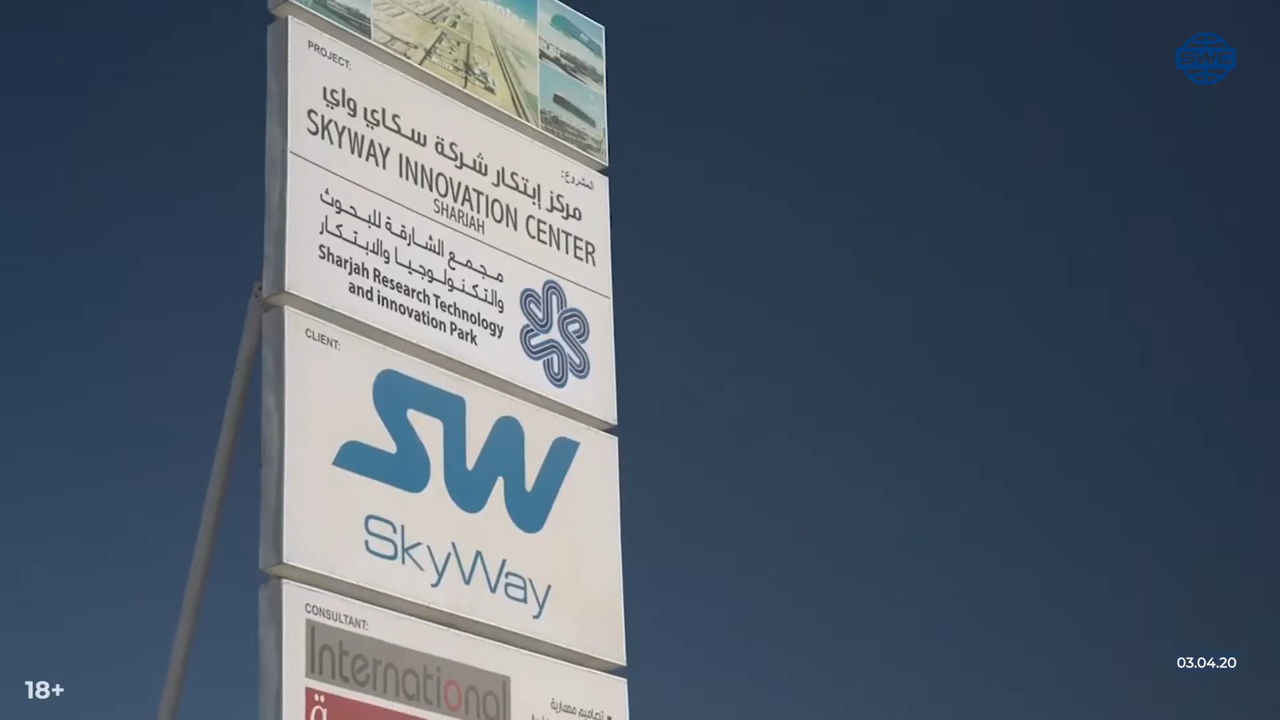 PROJECT:
المشروع:
مركز إبتكار شركة سكاي واي
SKYWAY INNOVATION CENTER
SHARJAH
مجمع الشارقة للبحوث
والتكنولوجيا والابتكار
Sharjah Research Technology
and innovation Park
CLIENT:
SW
SkyWay
CONSULTANT:
International
03.04.20
18+